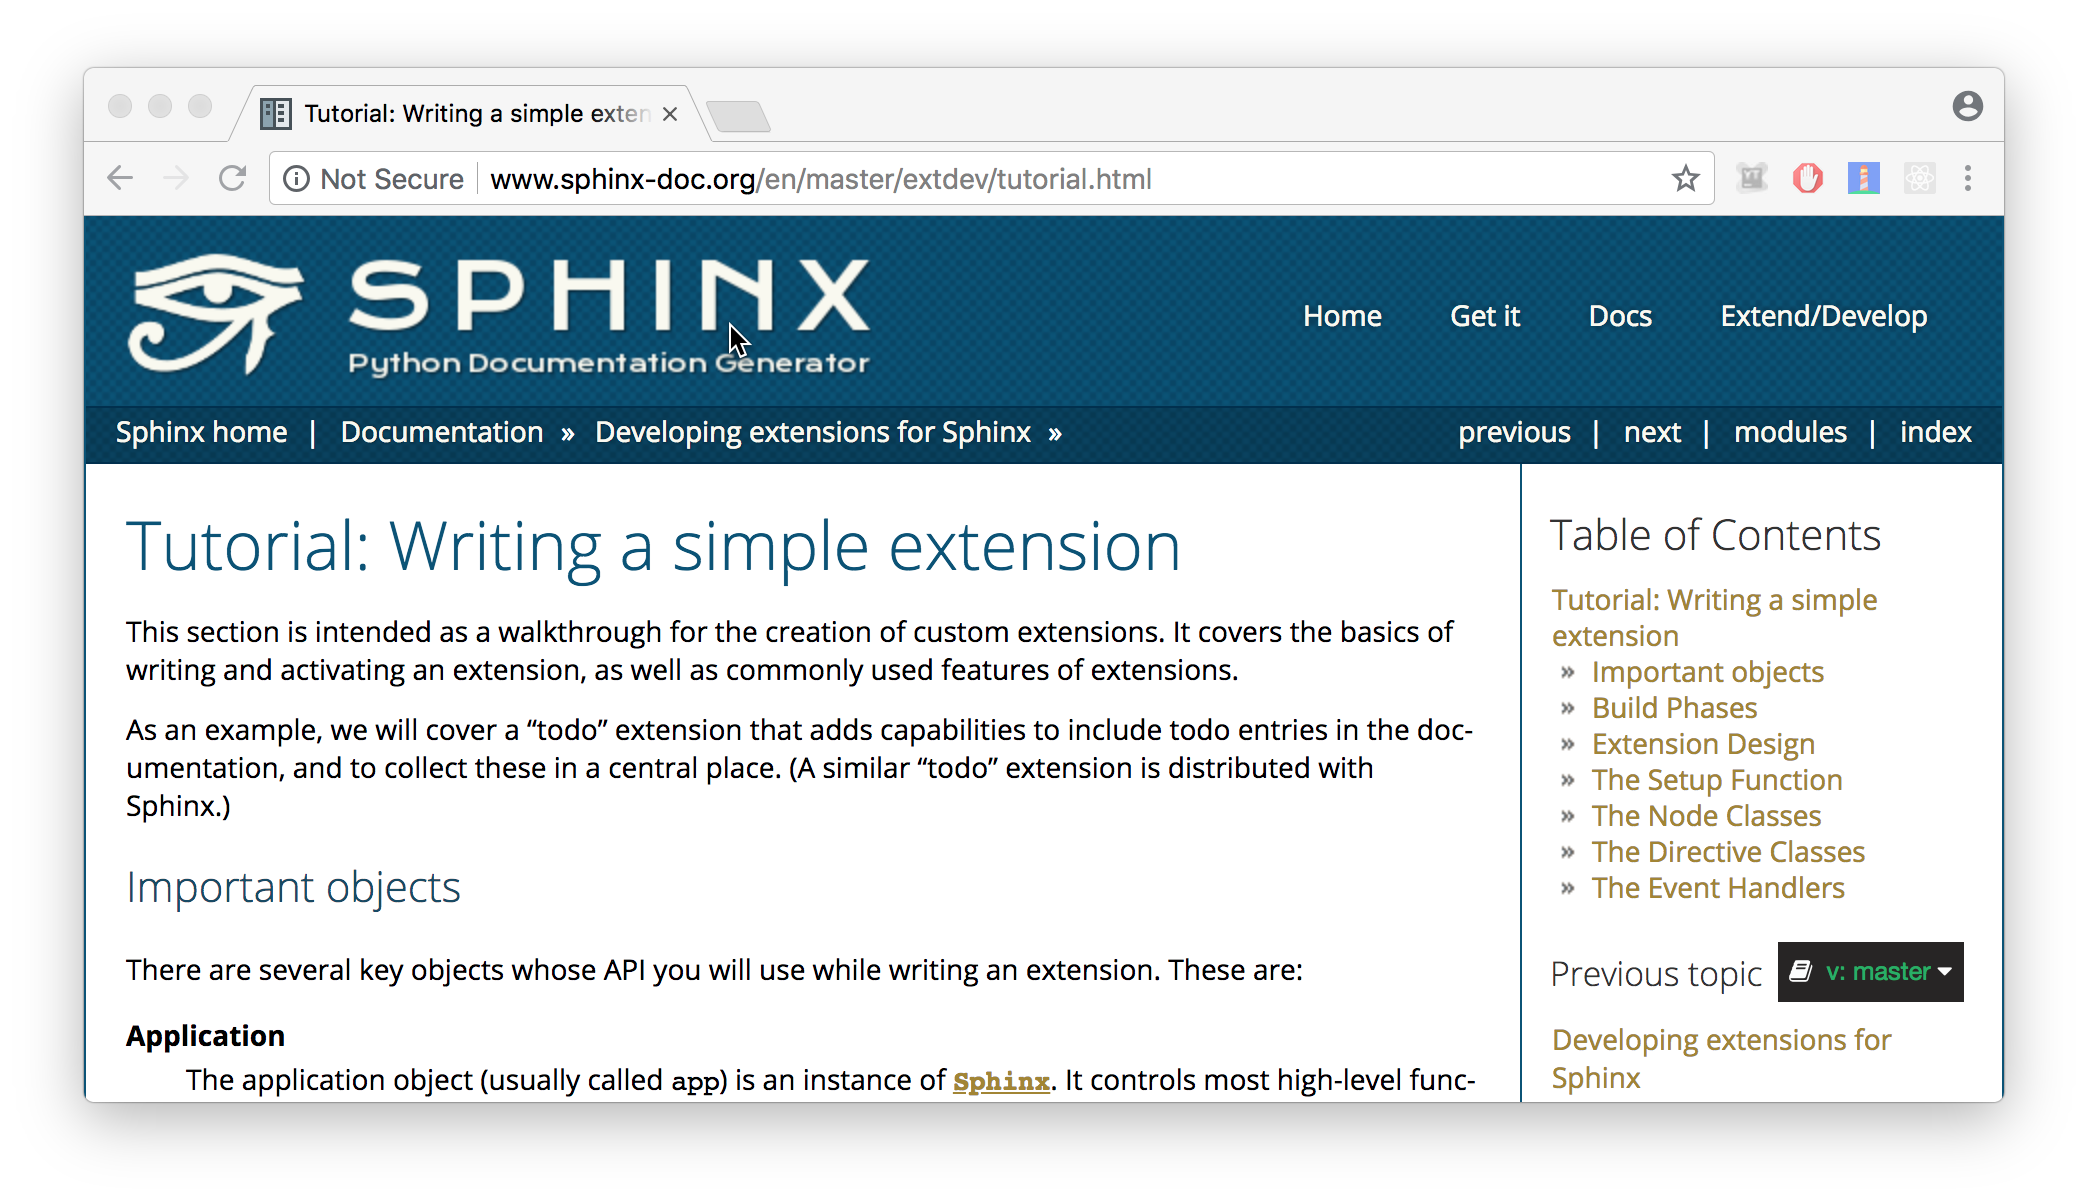 Tutorial: Writing a simple exten
Not Secure www.sphinx-doc.org/en/master/extdev/tutorial.html
SPHINX
Python Documentation Generator
Home Get it Docs Extend/Develop
Sphinx home | Documentation » Developing extensions for Sphinx »
previous | next | modules | index
Tutorial: Writing a simple extension
This section is intended as a walkthrough for the creation of custom extensions. It covers the basics of
writing and activating an extension, as well as commonly used features of extensions.
As an example, we will cover a “todo” extension that adds capabilities to include todo entries in the doc-
umentation, and to collect these in a central place. (A similar “todo” extension is distributed with
Sphinx.)
Important objects
There are several key objects whose API you will use while writing an extension. These are:
Application
The application object (usually called app) is an instance of Sphinx. It controls most high-level func-
Table of Contents
Tutorial: Writing a simple
extension
» Important objects
» Build Phases
» Extension Design
» The Setup Function
» The Node Classes
» The Directive Classes
» The Event Handlers
Previous topic
v: master
Developing extensions for
Sphinx